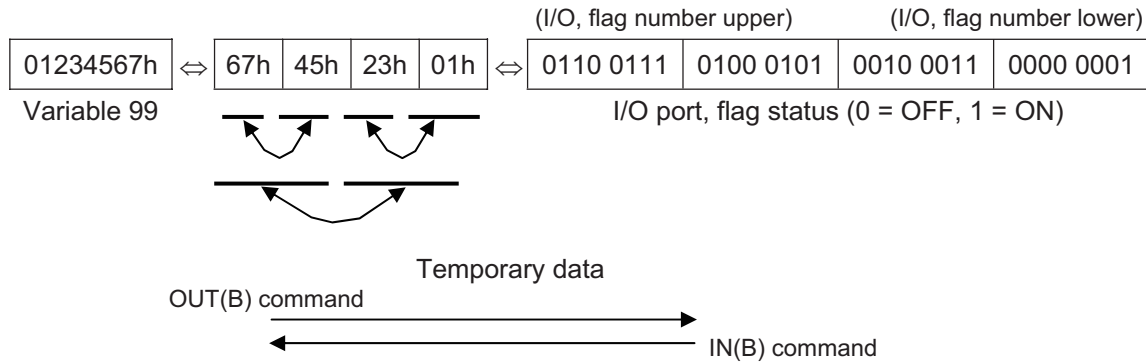 (I/O, flag number upper) (I/O, flag number lower)
01234567h ⇔ 67h 45h 23h 01h ⇔ 0110 0111 0100 0101 0010 0011 0000 0001
Variable 99 I/O port, flag status (0 = OFF, 1 = ON)
Temporary data
OUT(B) command
IN(B) command